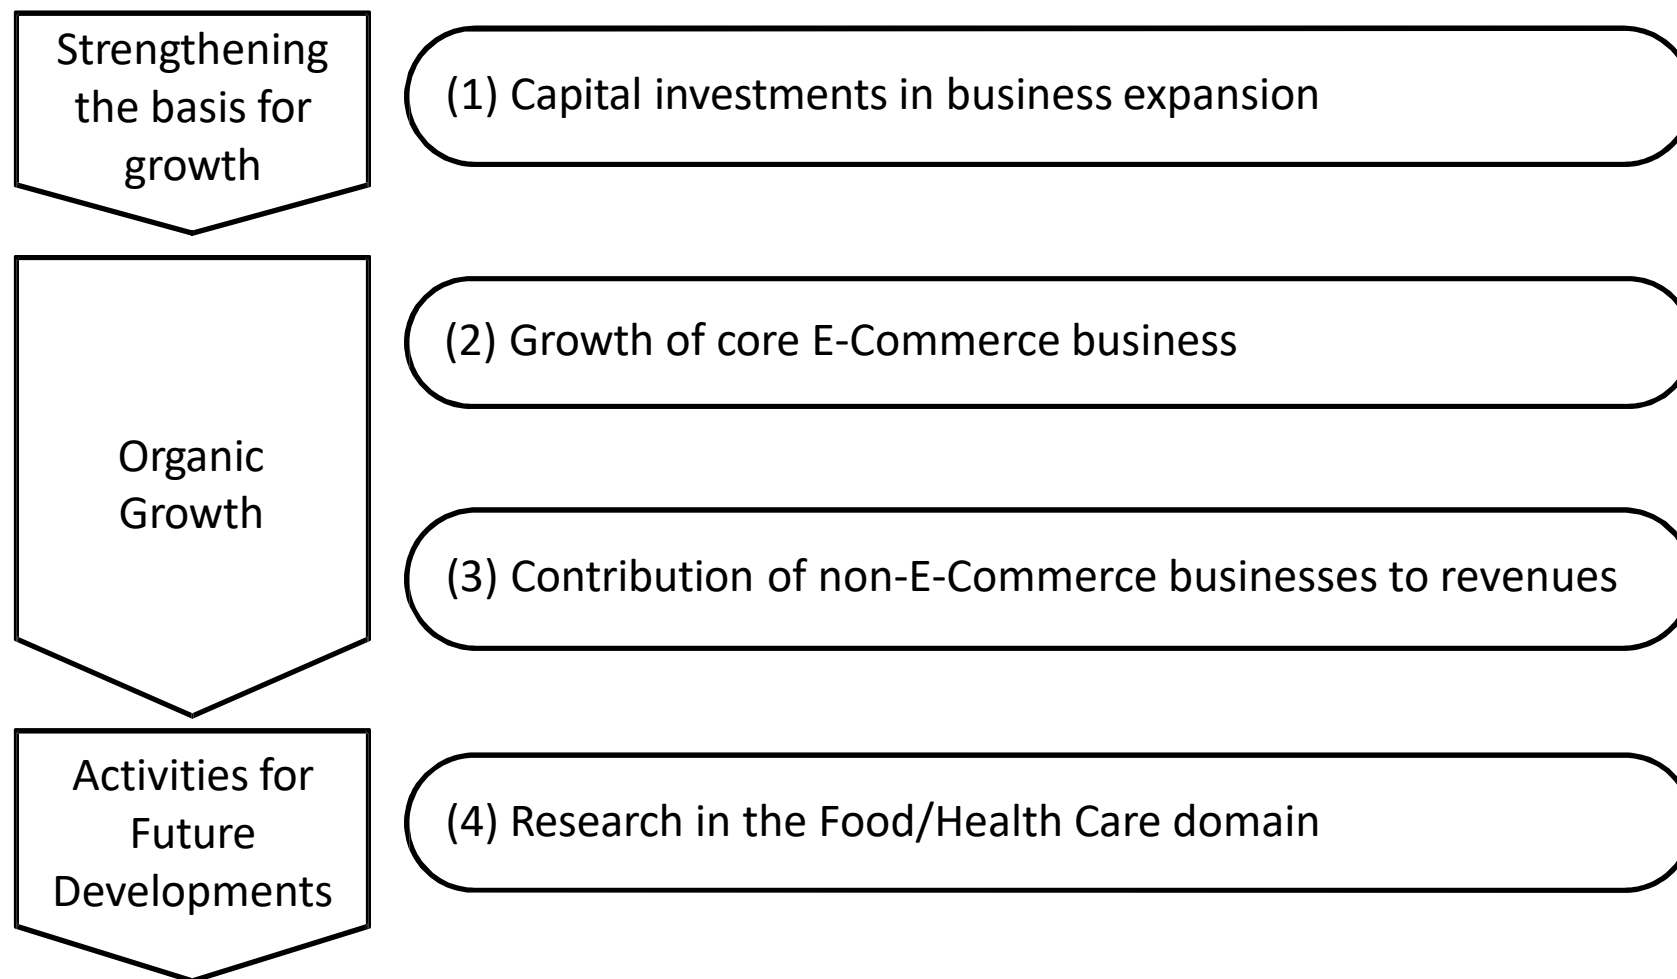 Strengthening
the basis for
growth
(1) Capital investments in business expansion
(2) Growth of core E-Commerce business
Organic
Growth
(3) Contribution of non-E-Commerce businesses to revenues
Activities for
Future
Developments
(4) Research in the Food/Health Care domain